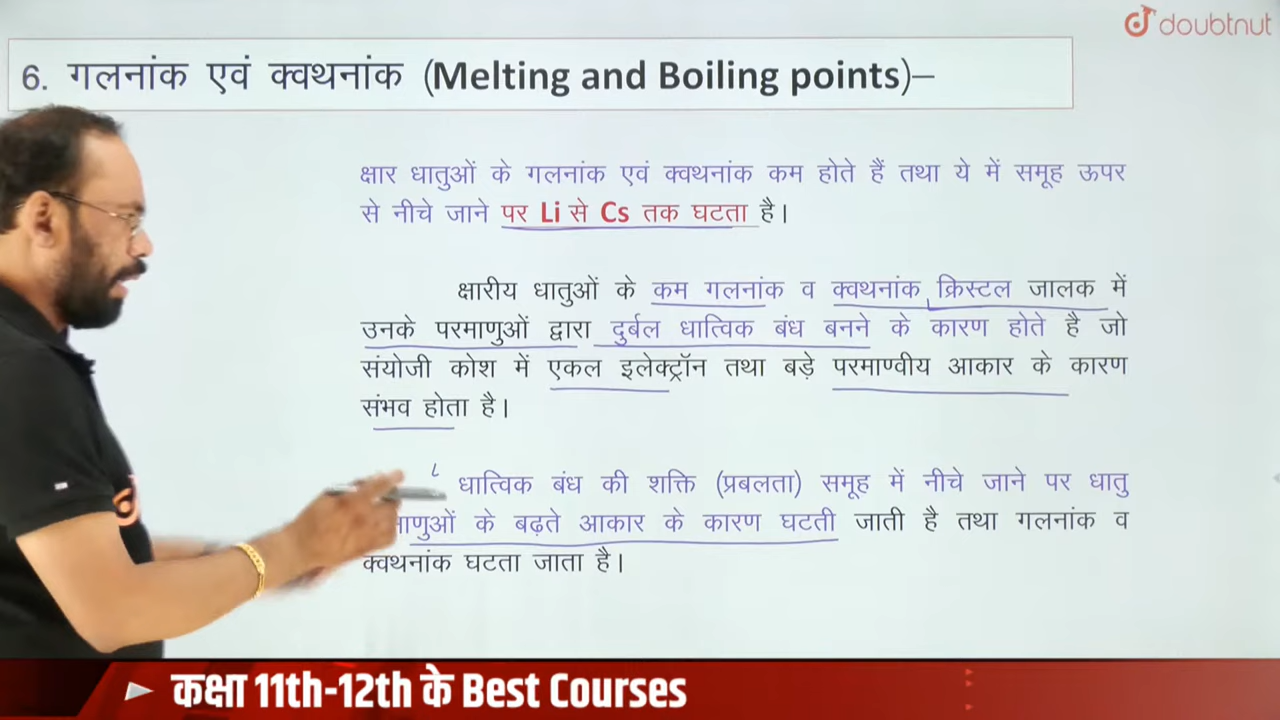 doubtnut
6. गलनांक एवं क्वथनांक (Melting and Boiling points)–
क्षार धातुओं के गलनांक एवं क्वथनांक कम होते हैं तथा ये में समूह ऊपर
से नीचे जाने पर Li से Cs तक घटता है।
क्षारीय धातुओं के कम गलनांक व क्वथनांक क्रिस्टल जालक में
उनके परमाणुओं द्वारा दुर्बल धात्विक बंध बनने के कारण होते है जो
संयोजी कोश में एकल इलेक्ट्रॉन तथा बड़े परमाण्वीय आकार के कारण
संभव होता है।
धात्विक बंध की शक्ति (प्रबलता) समूह में नीचे जाने पर धातु
माणुओं के बढ़ते आकार के कारण घटती जाती है तथा गलनांक व
क्वथनांक घटता जाता है।
कक्षा 11th-12th के Best Courses